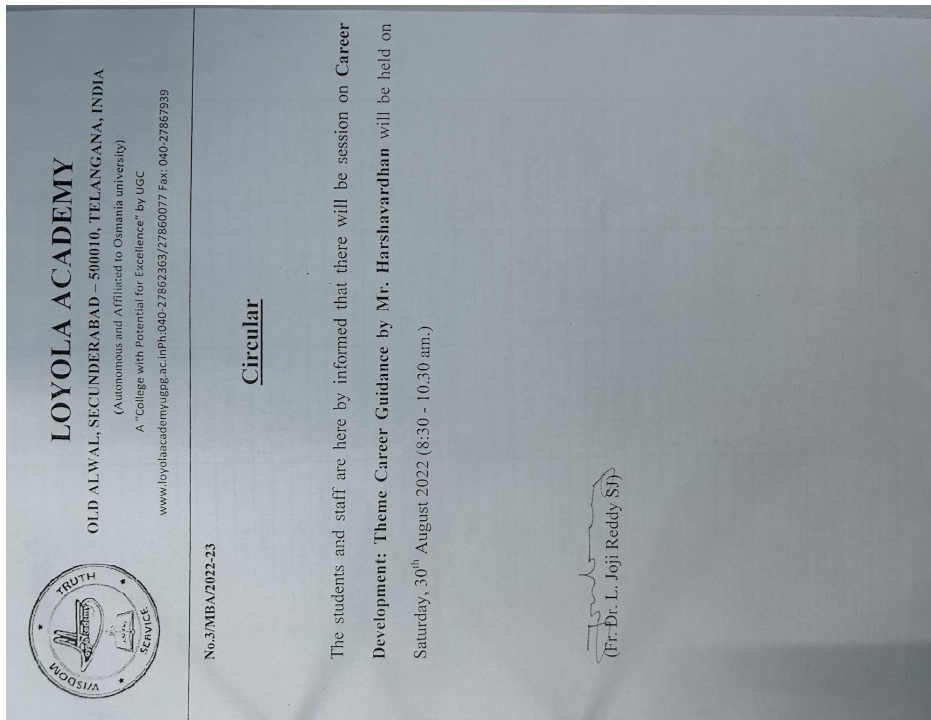 LOYOLA ACADEMY
OLD ALWAL, SECUNDERABAD – 500010, TELANGANA, INDIA
(Autonomous and Affiliated to Osmania university)
A "College with Potential for Excellence" by UGC
www.loyolaacademyugpg.ac.inPh:040-27862363/27860077 Fax: 040-27867939
WISDOM TRUTH SERVICE
No.3/MBA/2022-23
Circular
The students and staff are here by informed that there will be session on Career
Development: Theme Career Guidance by Mr. Harshavardhan will be held on
Saturday, 30th August 2022 (8:30 - 10.30 am.)
(Fr. Dr. L. Joji Reddy SJ)